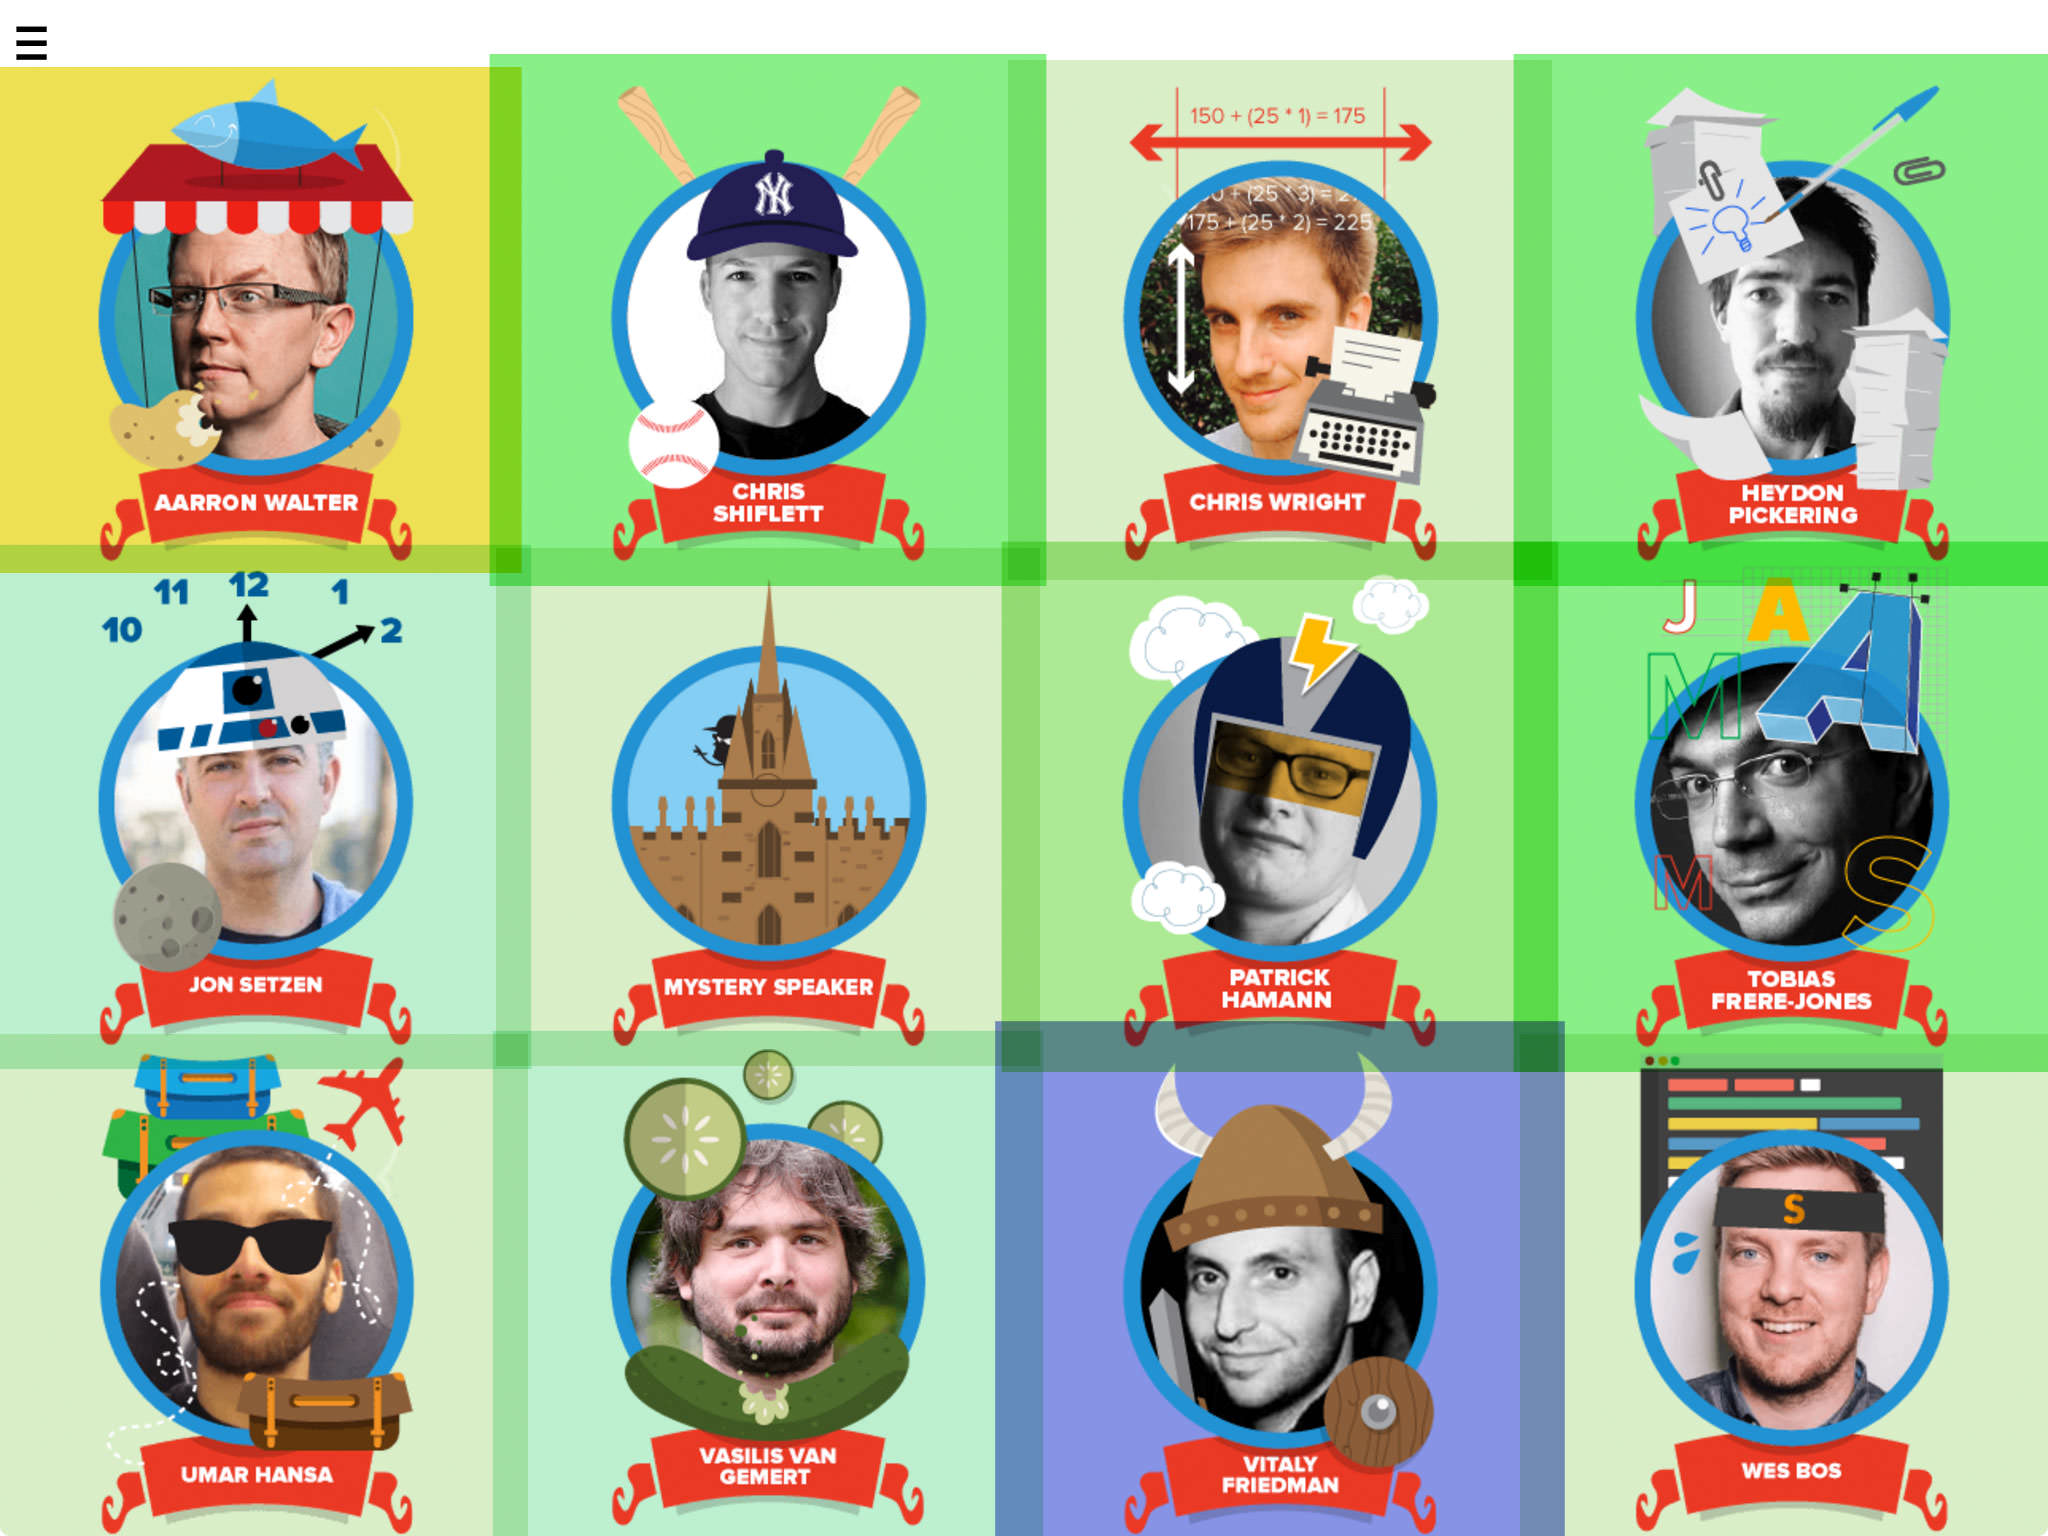 150 + (25 * 1) = 175
+ (25 * 3) =
175 + (25 * 2) = 225
NY
AARRON WALTER
CHRIS
SHIFLETT
CHRIS WRIGHT
HEYDON
PICKERING
10
11
12
1
2
J
A
A
M
M
S
JON SETZEN
MYSTERY SPEAKER
PATRICK
HAMANN
TOBIAS
FRERE-JONES
S
UMAR HANSA
VASILIS VAN
GEMERT
VITALY
FRIEDMAN
WES BOS